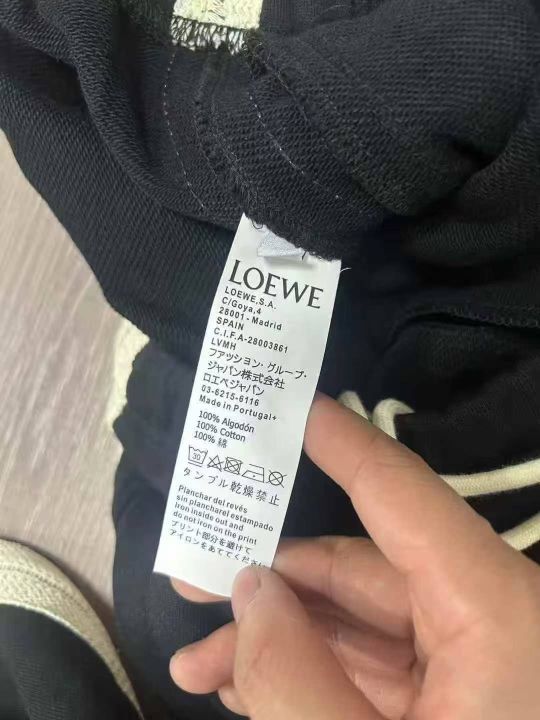 LOEWE
LOEWE,S.A.
C/Goya,4
28001 - Madrid
SPAIN
C.I.F.A-28003861
LVMH
ファッション・グループ・
ジャパン株式会社
ロエベジャパン
03-6215-6116
Made in Portugal+
100% Algodón
100% Cotton
100% 綿
30
タンブル乾燥禁止
Planchar del revés
sin plancharel estampado
iron inside out and
do not iron on the print
プリント部分を避けて
アイロンをあててくださ